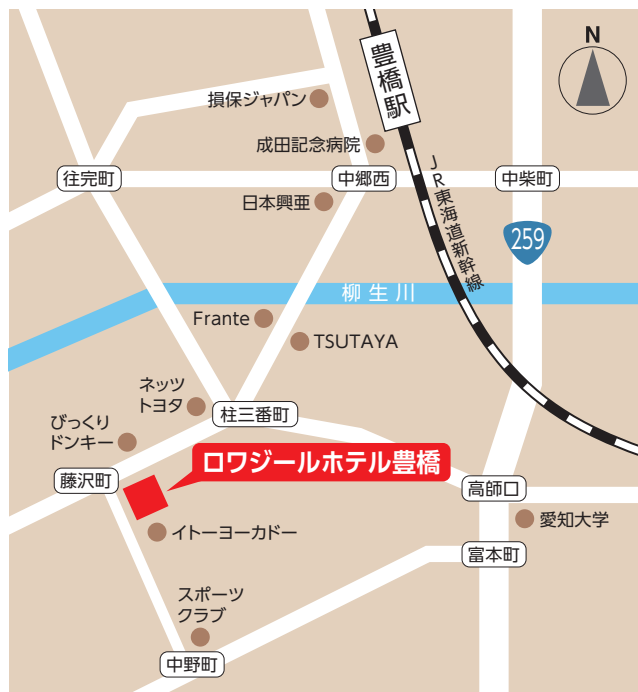 N
豊橋駅
損保ジャパン
成田記念病院
往完町
中郷西
中柴町
日本興亜
JR東海道新幹線
259
柳生川
Frante
TSUTAYA
ネッツ
トヨタ
柱三番町
びっくり
ドンキー
ロワジールホテル豊橋
藤沢町
高師口
イトーヨーカドー
愛知大学
富本町
スポーツ
クラブ
中野町